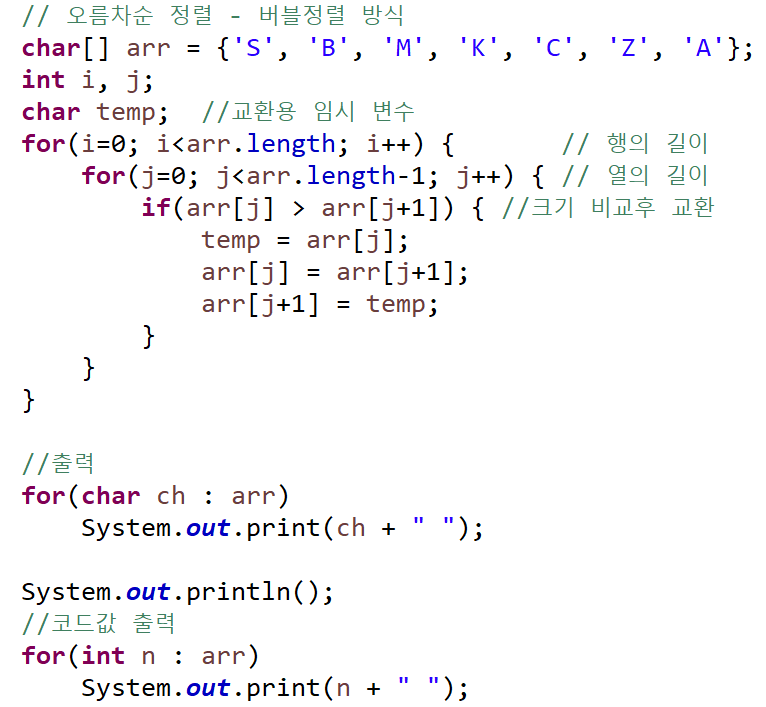 // 오름차순 정렬 - 버블정렬 방식
char[] arr = {'S', 'B', 'M', 'K', 'C', 'Z', 'A'};
int i, j;
char temp;  //교환용 임시 변수
for(i=0; i<arr.length; i++) {       // 행의 길이
    for(j=0; j<arr.length-1; j++) { // 열의 길이
        if(arr[j] > arr[j+1]) { //크기 비교후 교환
            temp = arr[j];
            arr[j] = arr[j+1];
            arr[j+1] = temp;
        }
    }
}

//출력
for(char ch : arr)
    System.out.print(ch + " ");

System.out.println();
//코드값 출력
for(int n : arr)
    System.out.print(n + " ");